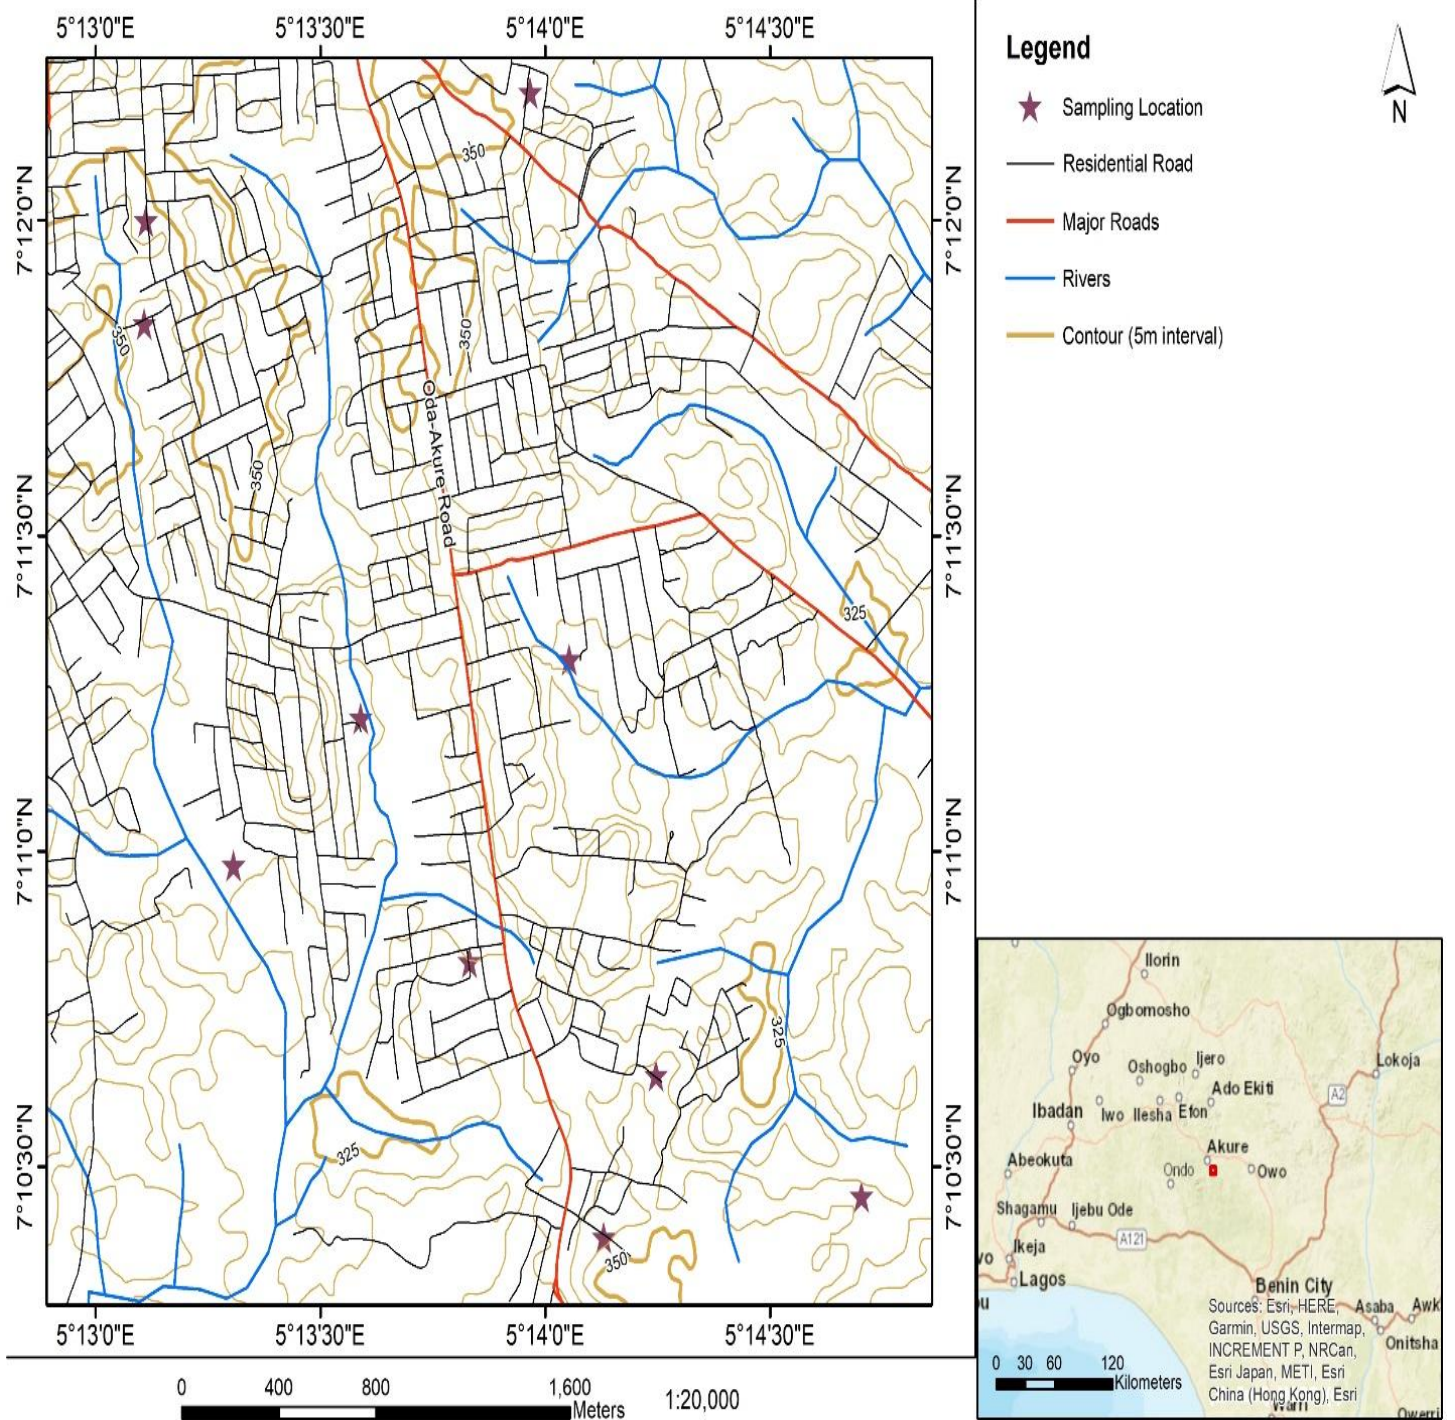 5°13'0"E
5°13'30"E
5°14'0"E
5°14'30"E
Legend
Sampling Location
Residential Road
Major Roads
Rivers
Contour (5m interval)
N
7°12'0"N
7°11'30"N
7°11'0"N
7°10'30"N
350
350
350
350
Oda-Akure Road
325
325
325
350
7°12'0"N
7°11'30"N
7°11'0"N
7°10'30"N
5°13'0"E
5°13'30"E
5°14'0"E
5°14'30"E
0
400
800
1,600
Meters
1:20,000
Ilorin
Ogbomosho
Oyo
Oshogbo
Ijero
Lokoja
Ado Ekiti
A2
Ibadan
Iwo
Ilesha
Efon
Akure
Abeokuta
Ondo
Owo
Shagamu
Ijebu Ode
A121
Ikeja
Lagos
Benin City
Asaba
Awk
Onitsha
Warri
Owerri
Sources: Esri, HERE,
Garmin, USGS, Intermap,
INCREMENT P, NRCan,
Esri Japan, METI, Esri
China (Hong Kong), Esri
0
30
60
120
Kilometers